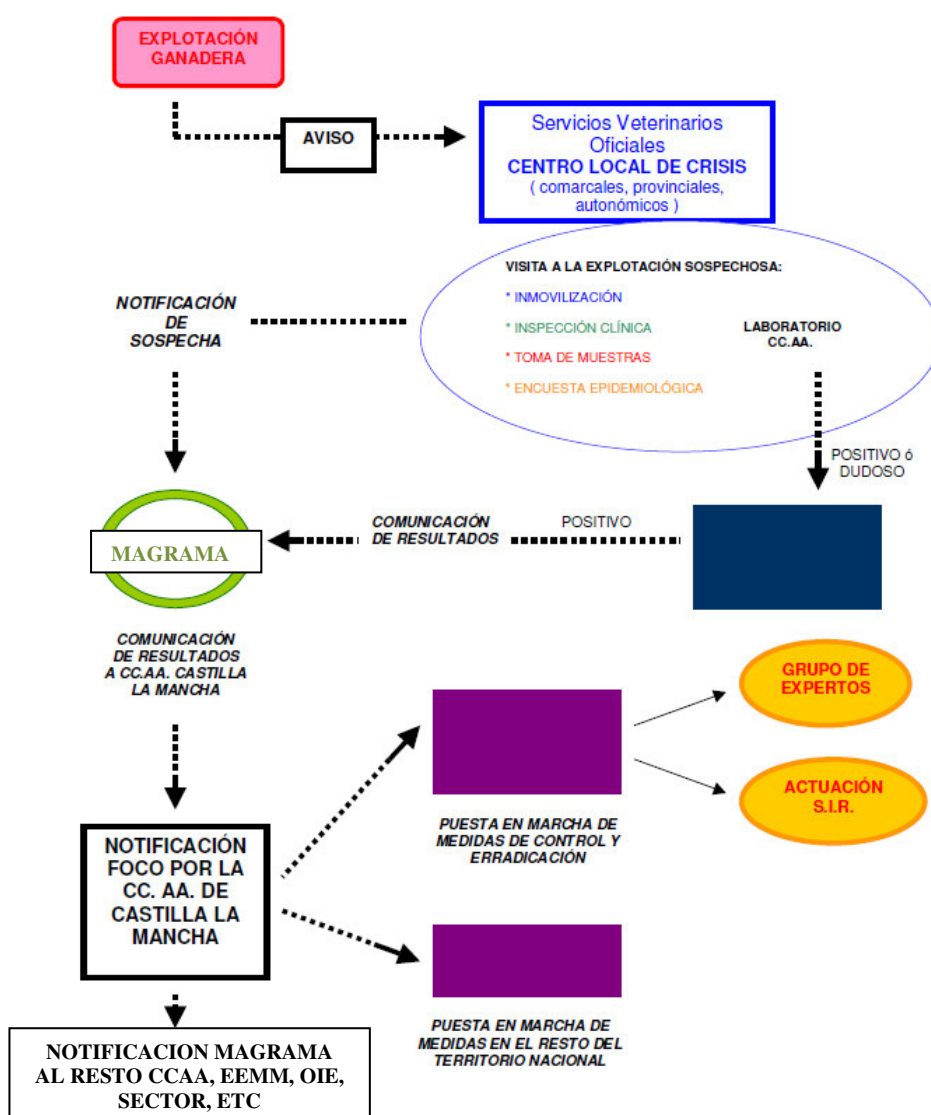 EXPLOTACIÓN
GANADERA
AVISO
Servicios Veterinarios
Oficiales
CENTRO LOCAL DE CRISIS
( comarcales, provinciales,
autonómicos )
VISITA A LA EXPLOTACIÓN SOSPECHOSA:
* INMOVILIZACIÓN
* INSPECCIÓN CLÍNICA
* TOMA DE MUESTRAS
* ENCUESTA EPIDEMIOLÓGICA
LABORATORIO
CC.AA.
NOTIFICACIÓN
DE
SOSPECHA
POSITIVO ó
DUDOSO
COMUNICACIÓN
DE RESULTADOS
POSITIVO
MAGRAMA
COMUNICACIÓN
DE RESULTADOS
A CC.AA. CASTILLA
LA MANCHA
GRUPO DE
EXPERTOS
ACTUACIÓN
S.I.R.
PUESTA EN MARCHA DE
MEDIDAS DE CONTROL Y
ERRADICACIÓN
NOTIFICACIÓN
FOCO POR LA
CC. AA. DE
CASTILLA LA
MANCHA
PUESTA EN MARCHA DE
MEDIDAS EN EL RESTO DEL
TERRITORIO NACIONAL
NOTIFICACION MAGRAMA
AL RESTO CCAA, EEMM, OIE,
SECTOR, ETC